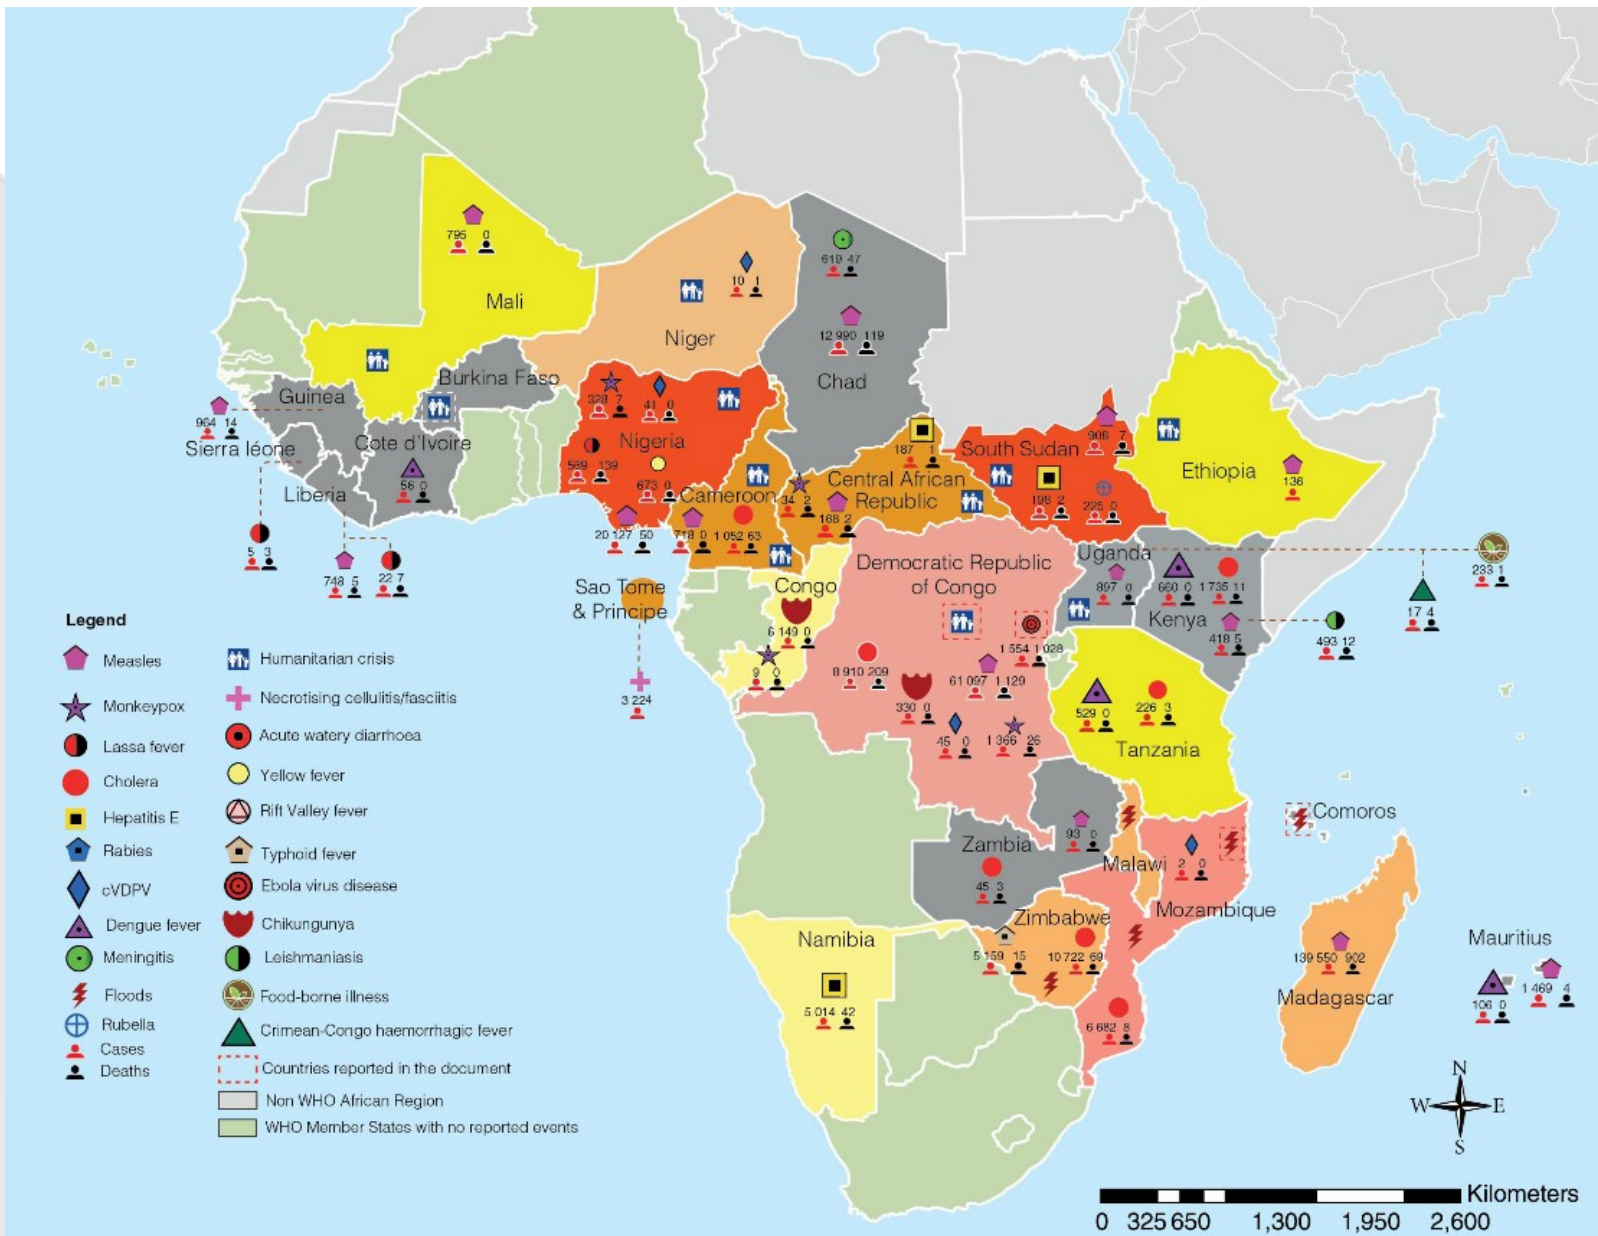 795 0
Mali
10 1
Niger
619 47
12 990 119
Chad
Burkina Faso
Guinea
964 14
Sierra léone
Cote d'Ivoire
56 0
Liberia
5 3
748 5
22 7
328 7
41 0
Nigeria
569 139
673 0
20 127 50
Cameroon
718 0
1 052 63
187 1
Central African
Republic
34 2
168 2
South Sudan
906 7
198 2
225 0
Ethiopia
136
Uganda
897 0
233 1
17 4
660 0
1 735 11
Kenya
418 5
493 12
Sao Tome
& Principe
3 224
Congo
6 149 0
9 0
Democratic Republic
of Congo
1 554 1 028
8 910 209
61 097 1 129
330 0
45 0
1 366 26
529 0
226 3
Tanzania
Comoros
93 0
Zambia
45 3
Malawi
2 0
Mozambique
Zimbabwe
5 159 15
10 722 69
6 682 8
Namibia
5 014 42
139 550 902
Madagascar
Mauritius
106 0
1 469 4
Legend
Measles
Monkeypox
Lassa fever
Cholera
Hepatitis E
Rabies
cVDPV
Dengue fever
Meningitis
Floods
Rubella
Cases
Deaths
Humanitarian crisis
Necrotising cellulitis/fasciitis
Acute watery diarrhoea
Yellow fever
Rift Valley fever
Typhoid fever
Ebola virus disease
Chikungunya
Leishmaniasis
Food-borne illness
Crimean-Congo haemorrhagic fever
Countries reported in the document
Non WHO African Region
WHO Member States with no reported events
N
W E
S
Kilometers
0 325 650 1,300 1,950 2,600